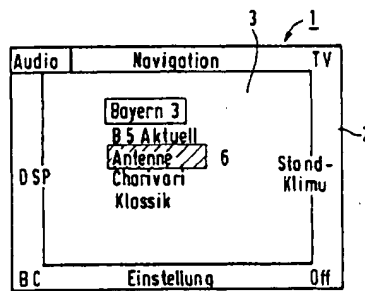 3 1
Audio Navigation TV
2
Bayern 3
B5 Aktuell
Antenne 6
DSP Charivari Stand-
Klima
Klassik
BC Einstellung Off